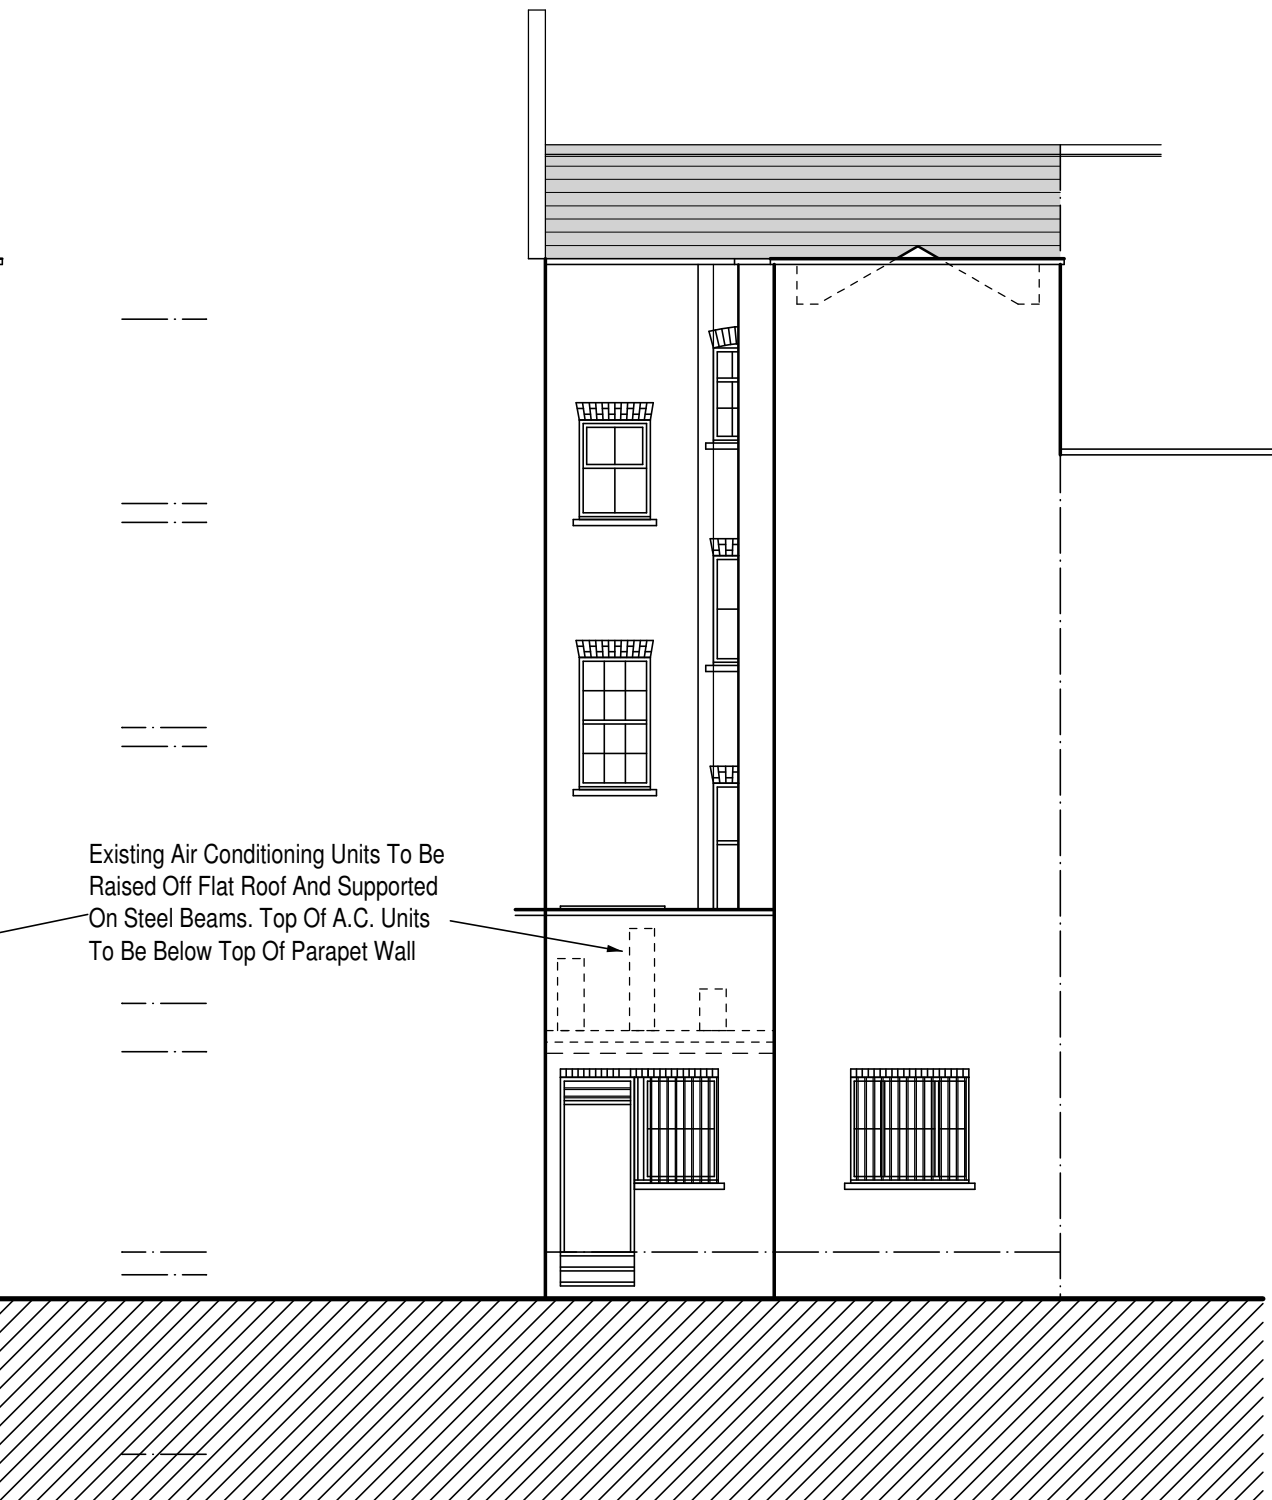 Existing Air Conditioning Units To Be
Raised Off Flat Roof And Supported
On Steel Beams. Top Of A.C. Units
To Be Below Top Of Parapet Wall